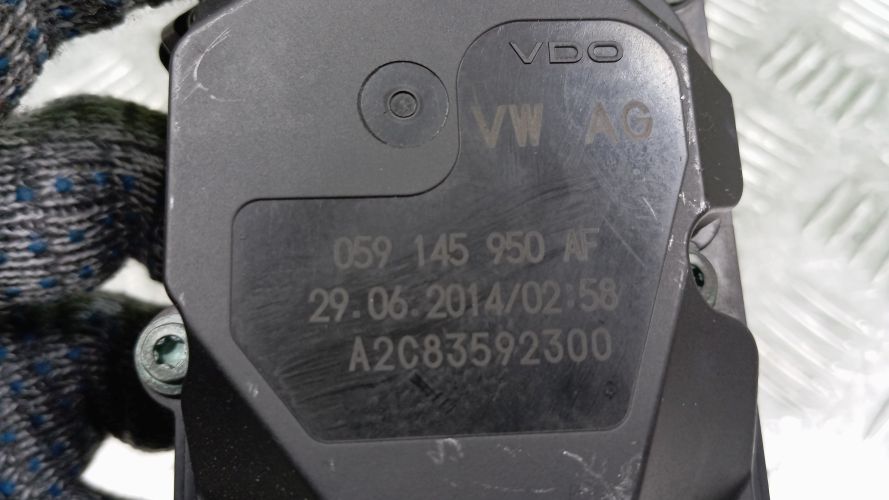 VDO
VW AG
059 145 950 AF
29.06.2014/02:58
A2C83592300